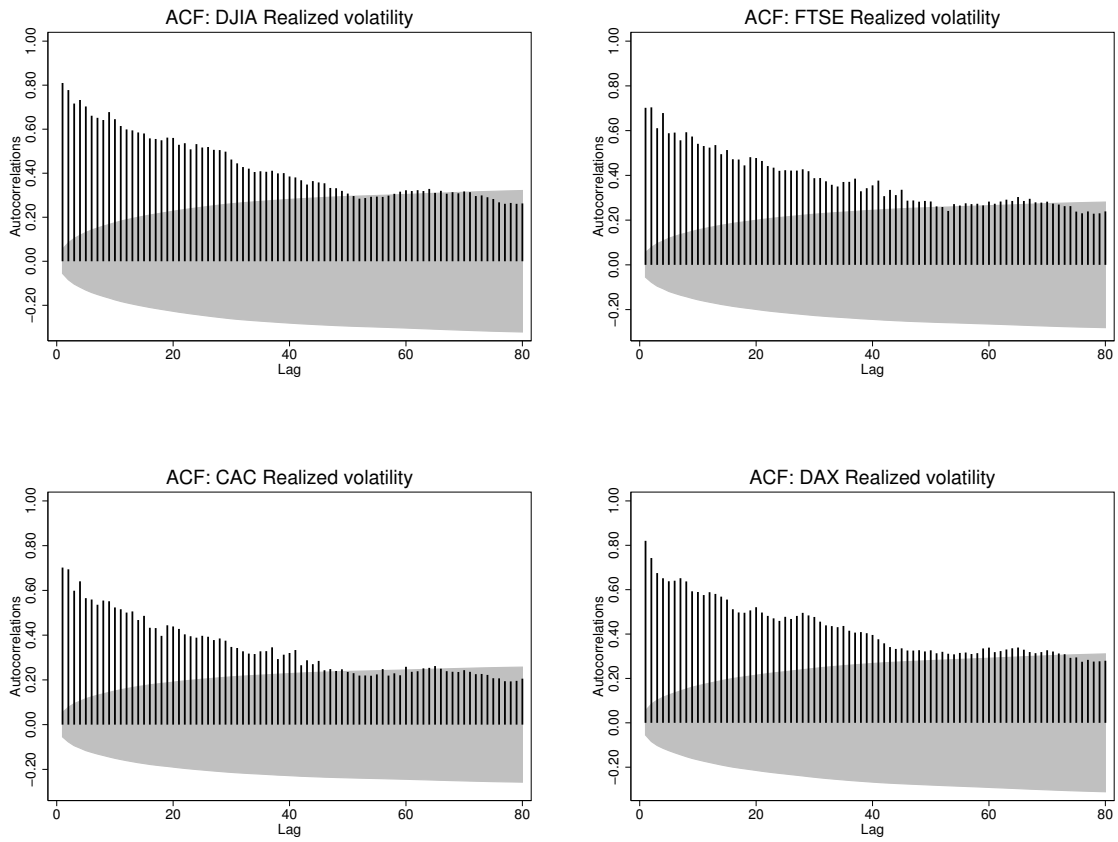 ACF: DJIA Realized volatility
Autocorrelations
1.00
0.80
0.60
0.40
0.20
0.00
−0.20
0 20 40 60 80
Lag
ACF: FTSE Realized volatility
Autocorrelations
1.00
0.80
0.60
0.40
0.20
0.00
−0.20
0 20 40 60 80
Lag
ACF: CAC Realized volatility
Autocorrelations
1.00
0.80
0.60
0.40
0.20
0.00
−0.20
0 20 40 60 80
Lag
ACF: DAX Realized volatility
Autocorrelations
1.00
0.80
0.60
0.40
0.20
0.00
−0.20
0 20 40 60 80
Lag